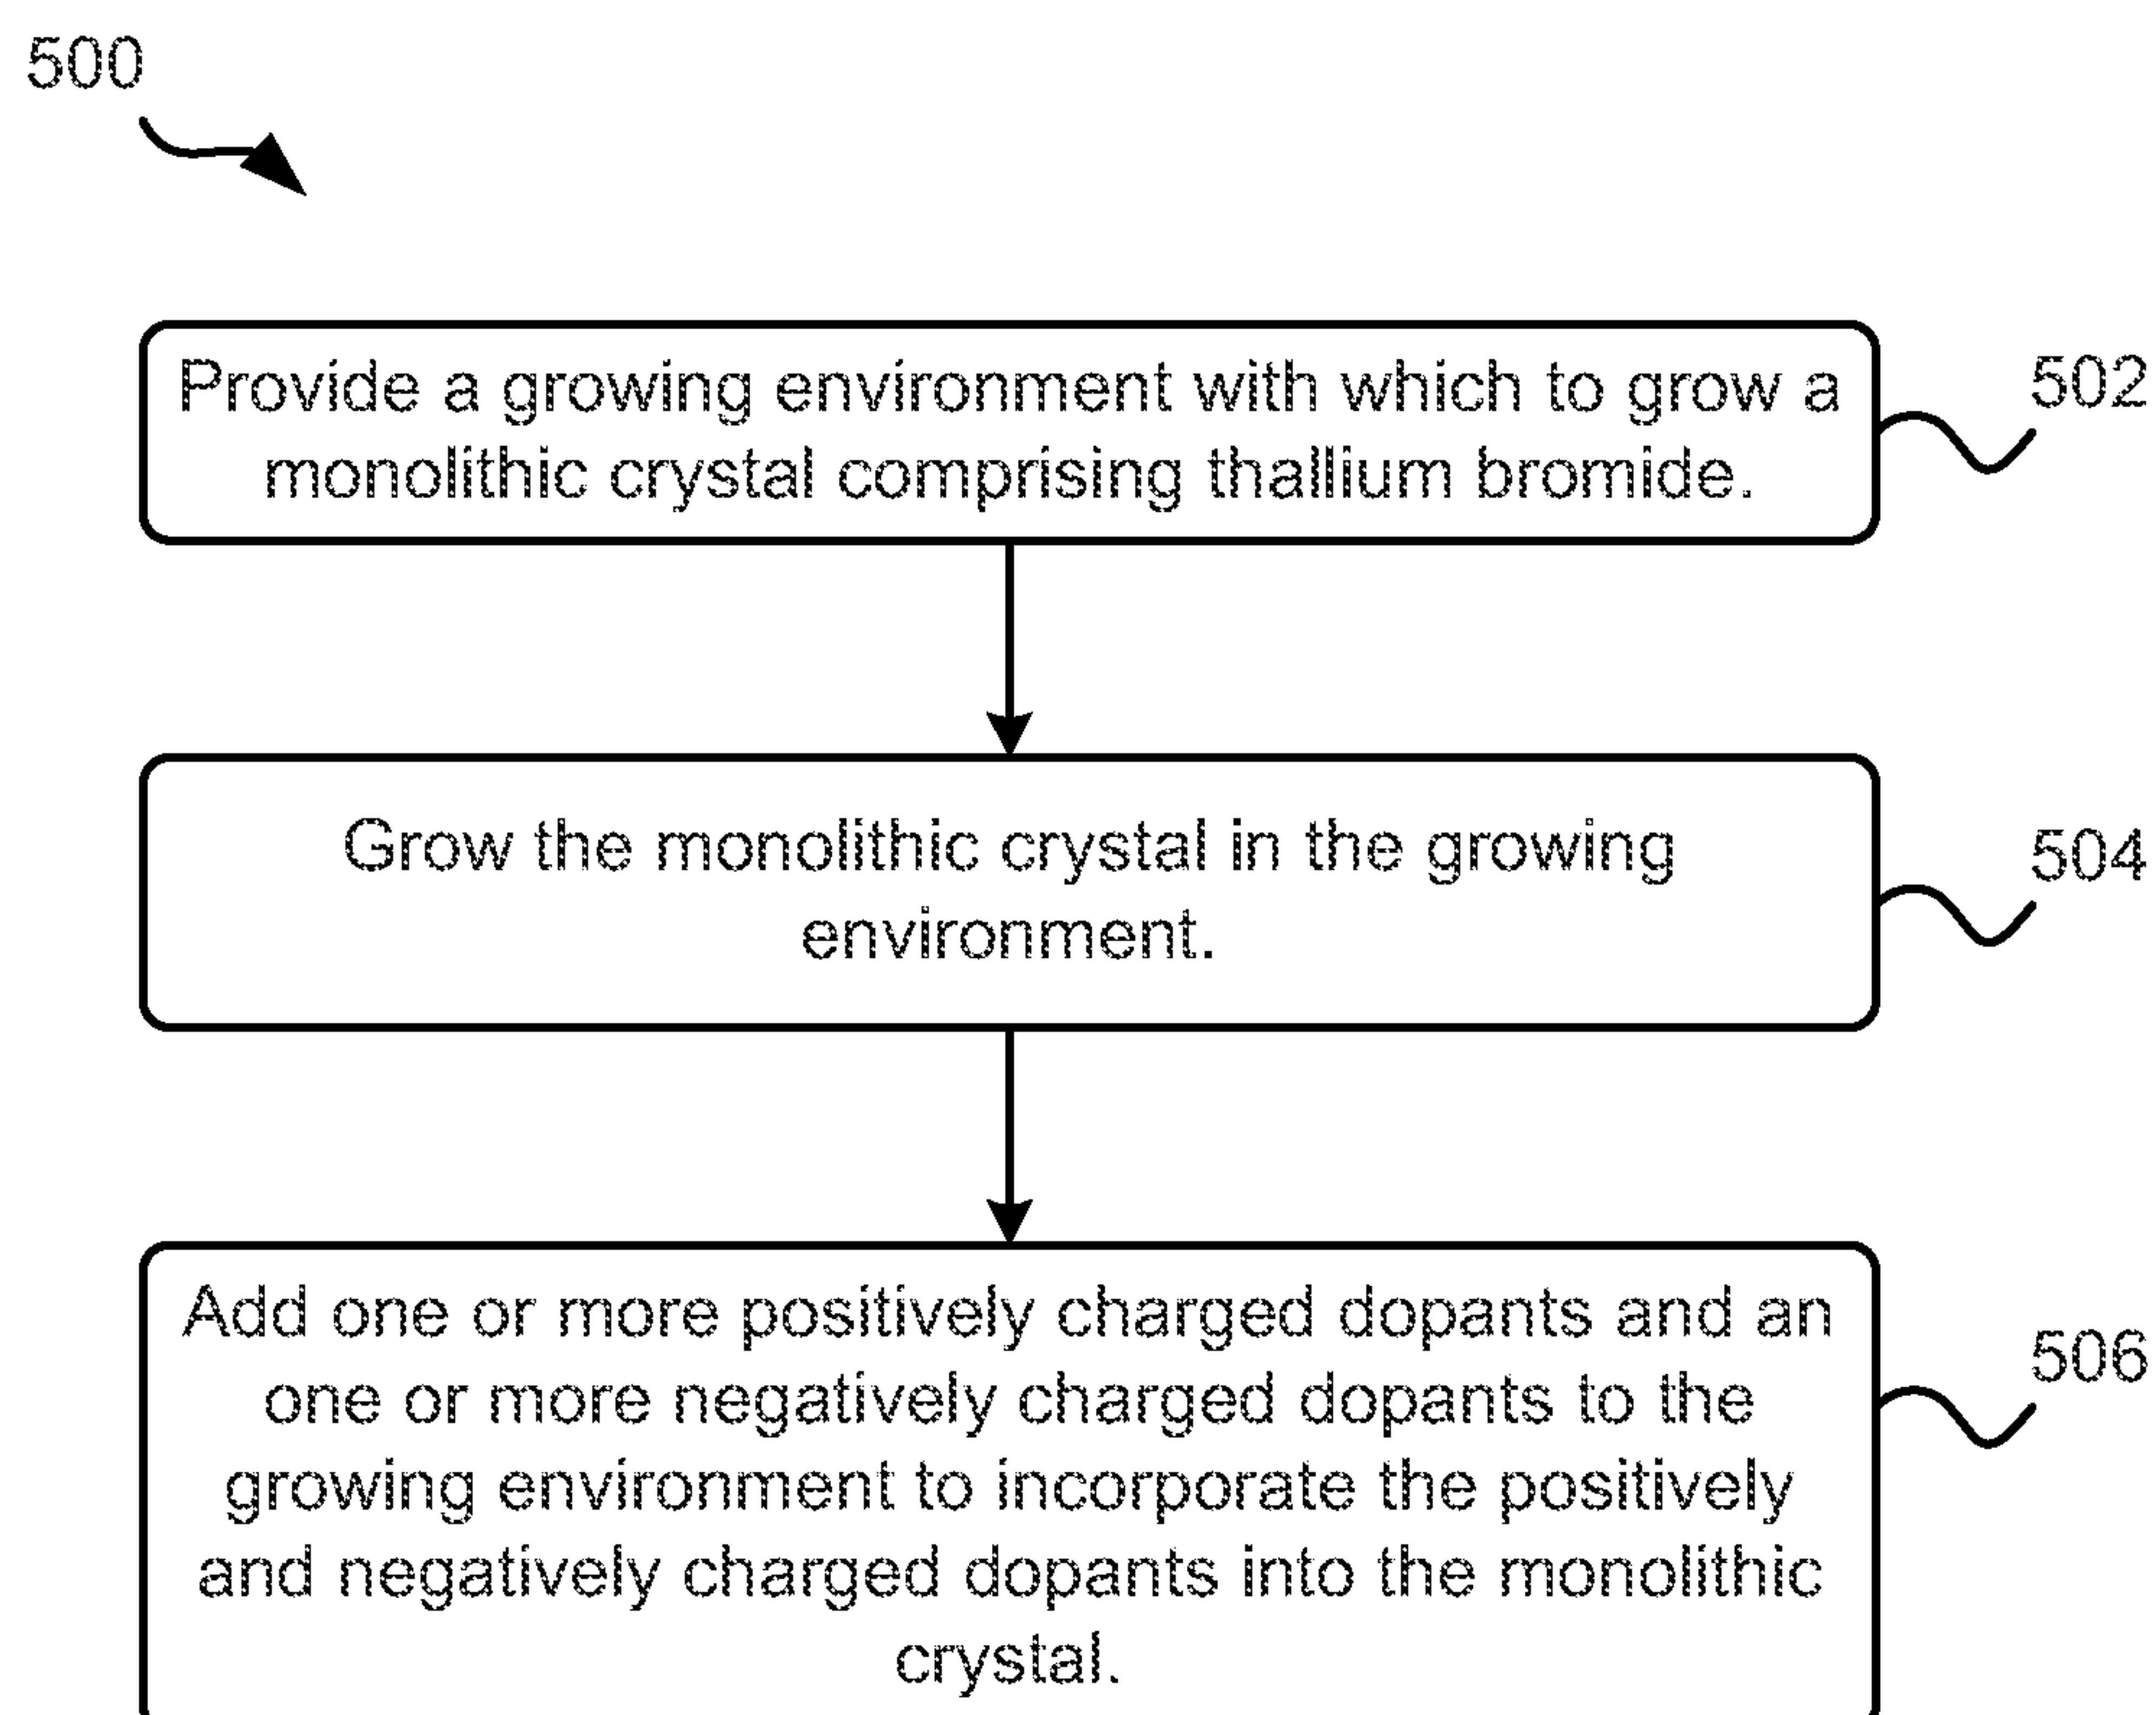 500
Provide a growing environment with which to grow a
monolithic crystal comprising thallium bromide.
502
Grow the monolithic crystal in the growing
environment.
504
Add one or more positively charged dopants and an
one or more negatively charged dopants to the
growing environment to incorporate the positively
and negatively charged dopants into the monolithic
crystal.
506